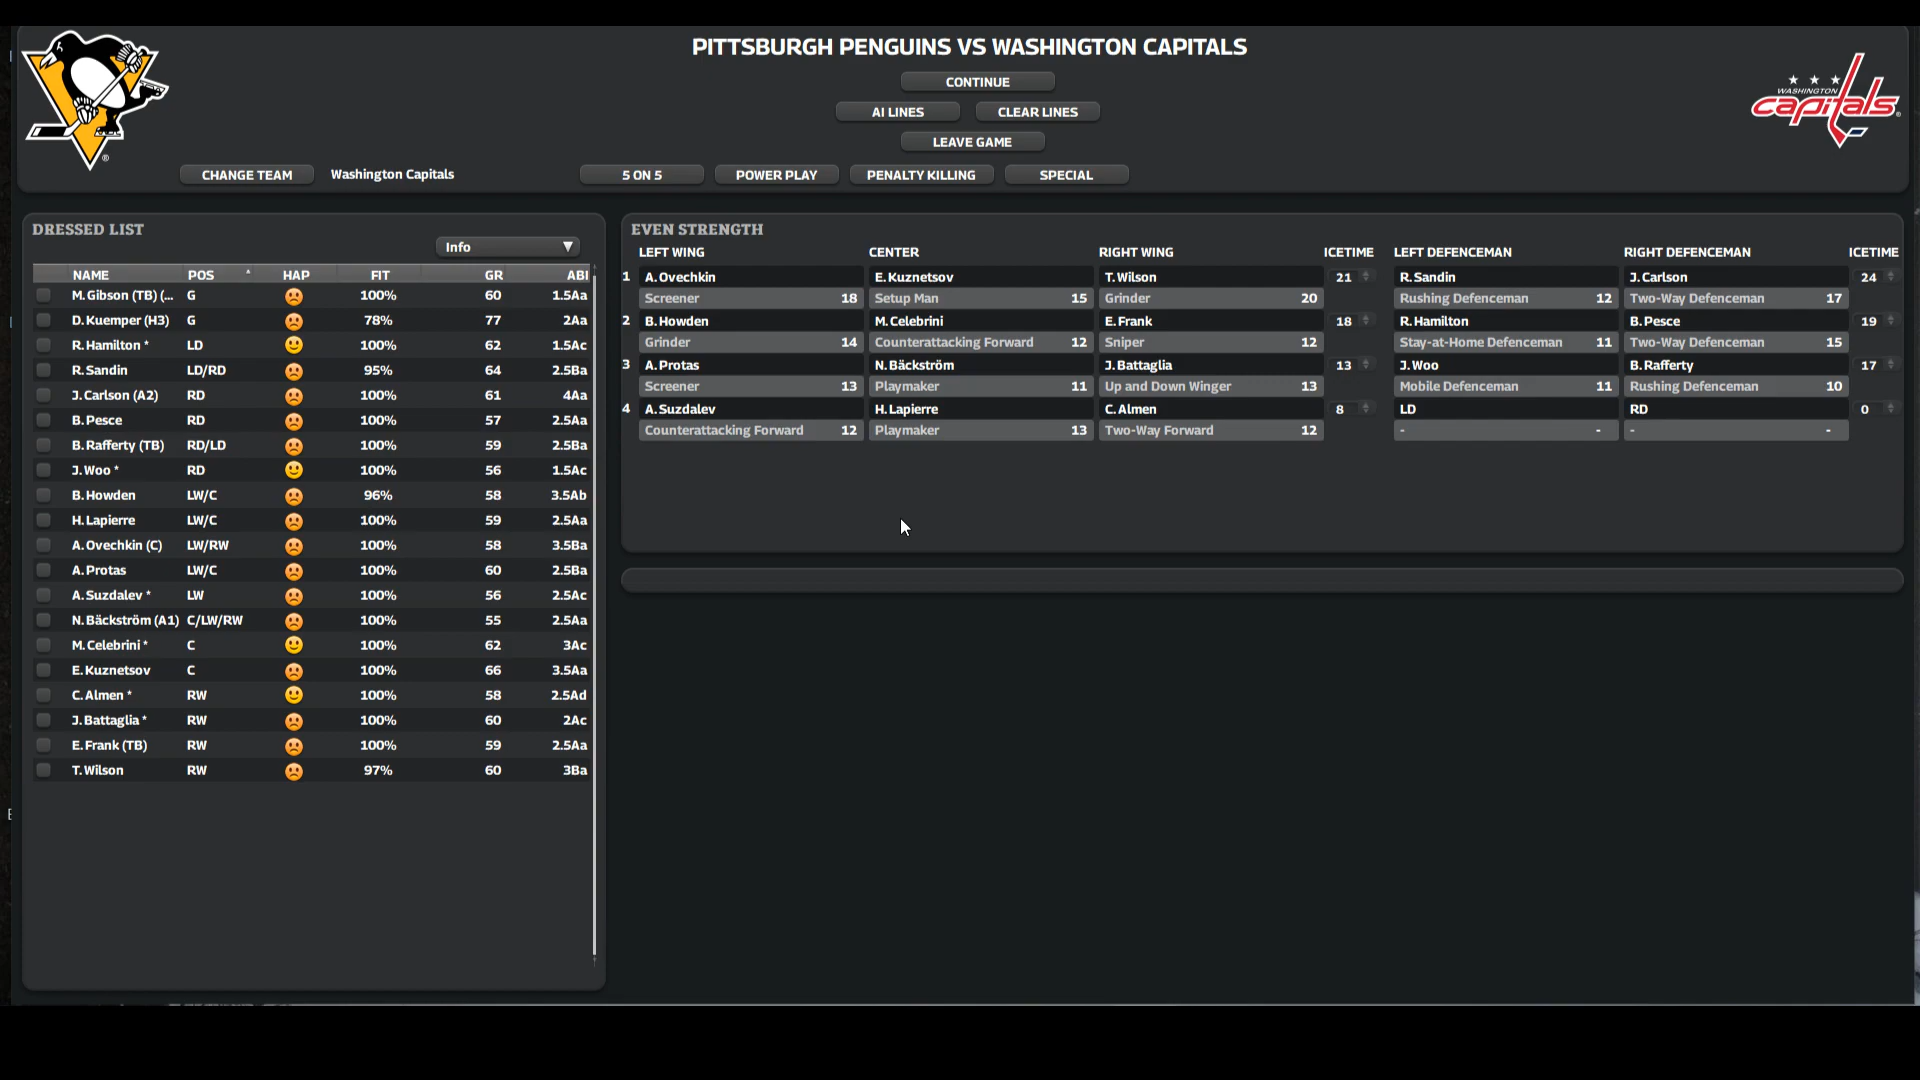 PITTSBURGH PENGUINS VS WASHINGTON CAPITALS
CONTINUE
AI LINES CLEAR LINES
LEAVE GAME
CHANGE TEAM Washington Capitals 5 ON 5 POWER PLAY PENALTY KILLING SPECIAL
WASHINGTON
capitals
DRESSED LIST
Info
NAME POS HAP FIT GR ABI
M. Gibson (TB) (... G 100% 60 1.5Aa
D. Kuemper (H3) G 78% 77 2Aa
R. Hamilton * LD 100% 62 1.5Ac
R. Sandin LD/RD 95% 64 2.5Ba
J. Carlson (A2) RD 100% 61 4Aa
B. Pesce RD 100% 57 2.5Aa
B. Rafferty (TB) RD/LD 100% 59 2.5Ba
J. Woo * RD 100% 56 1.5Ac
B. Howden LW/C 96% 58 3.5Ab
H. Lapierre LW/C 100% 59 2.5Aa
A. Ovechkin (C) LW/RW 100% 58 3.5Ba
A. Protas LW/C 100% 60 2.5Ba
A. Suzdalev * LW 100% 56 2.5Ac
N. Bäckström (A1) C/LW/RW 100% 55 2.5Aa
M. Celebrini * C 100% 62 3Ac
E. Kuznetsov C 100% 66 3.5Aa
C. Almen * RW 100% 58 2.5Ad
J. Battaglia * RW 100% 60 2Ac
E. Frank (TB) RW 100% 59 2.5Aa
T. Wilson RW 97% 60 3Ba
EVEN STRENGTH
LEFT WING CENTER RIGHT WING ICETIME LEFT DEFENCEMAN RIGHT DEFENCEMAN ICETIME
1 A. Ovechkin E. Kuznetsov T. Wilson 21 R. Sandin J. Carlson 24
Screener 18 Setup Man 15 Grinder 20 Rushing Defenceman 12 Two-Way Defenceman 17
2 B. Howden M. Celebrini E. Frank 18 R. Hamilton B. Pesce 19
Grinder 14 Counterattacking Forward 12 Sniper 12 Stay-at-Home Defenceman 11 Two-Way Defenceman 15
3 A. Protas N. Bäckström J. Battaglia 13 J. Woo B. Rafferty 17
Screener 13 Playmaker 11 Up and Down Winger 13 Mobile Defenceman 11 Rushing Defenceman 10
4 A. Suzdalev H. Lapierre C. Almen 8 LD RD 0
Counterattacking Forward 12 Playmaker 13 Two-Way Forward 12 - - - -